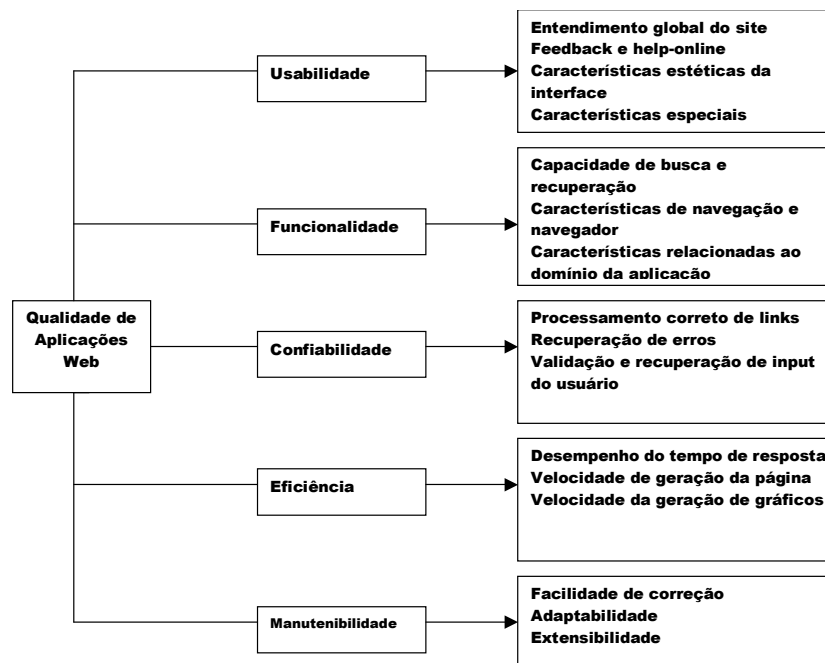 Entendimento global do site
Feedback e help-online
Características estéticas da
interface
Características especiais
Usabilidade
Capacidade de busca e
recuperação
Características de navegação e
navegador
Características relacionadas ao
domínio da aplicação
Funcionalidade
Qualidade de
Aplicações
Web
Confiabilidade
Processamento correto de links
Recuperação de erros
Validação e recuperação de input
do usuário
Eficiência
Desempenho do tempo de resposta
Velocidade de geração da página
Velocidade da geração de gráficos
Manutenibilidade
Facilidade de correção
Adaptabilidade
Extensibilidade